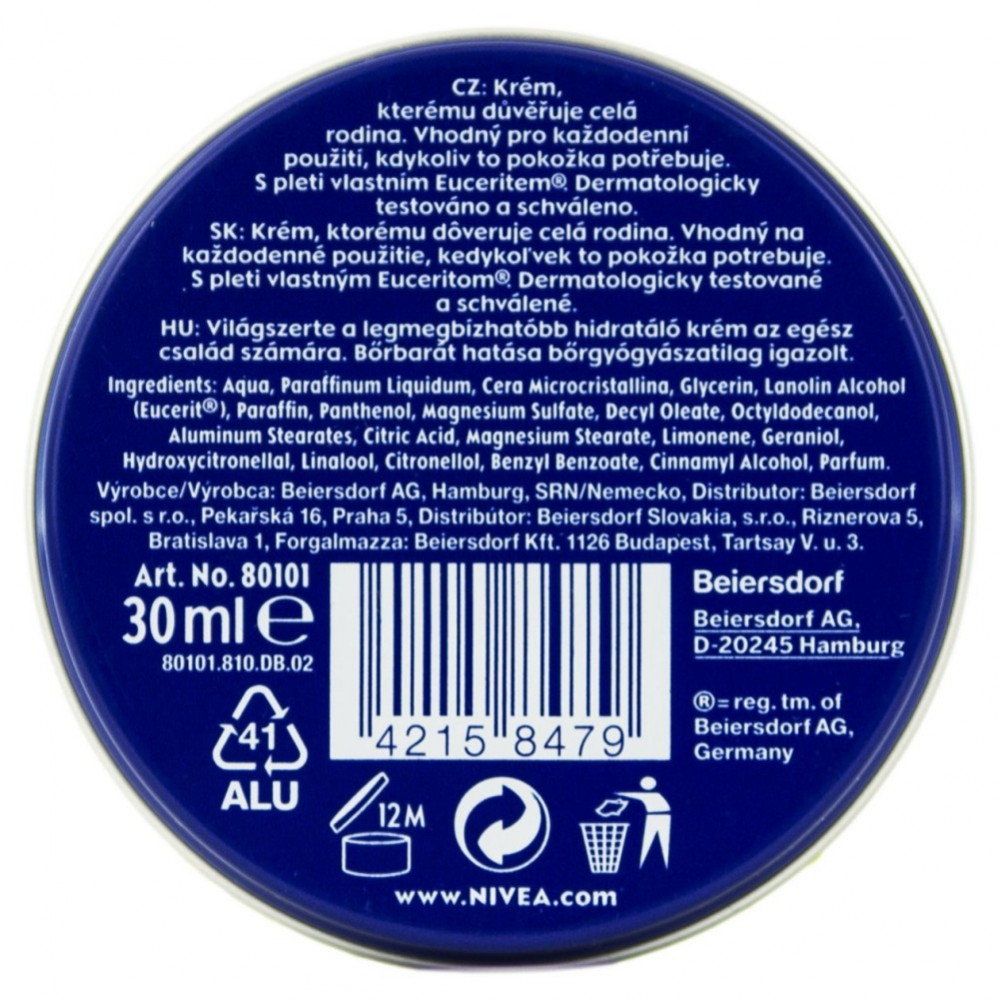 CZ: Krém,
kterému důvěřuje celá
rodina. Vhodný pro každodenní
použití, kdykoliv to pokožka potřebuje.
S pleti vlastním Euceritem®. Dermatologicky
testováno a schváleno.
SK: Krém, ktorému dôveruje celá rodina. Vhodný na
každodenné použitie, kedykoľvek to pokožka potrebuje.
S pleti vlastným Euceritom®. Dermatologicky testované
a schválené.
HU: Világszerte a legmegbízhatóbb hidratáló krém az egész
család számára. Bőrbarát hatása bőrgyógyászatilag igazolt.
Ingredients: Aqua, Paraffinum Liquidum, Cera Microcristallina, Glycerin, Lanolin Alcohol
(Eucerit®), Paraffin, Panthenol, Magnesium Sulfate, Decyl Oleate, Octyldodecanol,
Aluminum Stearates, Citric Acid, Magnesium Stearate, Limonene, Geraniol,
Hydroxycitronellal, Linalool, Citronellol, Benzyl Benzoate, Cinnamyl Alcohol, Parfum.
Výrobce/Výrobca: Beiersdorf AG, Hamburg, SRN/Nemecko, Distributor: Beiersdorf
spol. s r.o., Pekařská 16, Praha 5, Distribútor: Beiersdorf Slovakia, s.r.o., Riznerova 5,
Bratislava 1, Forgalmazza: Beiersdorf Kft. 1126 Budapest, Tartsay V. u. 3.
Art. No. 80101
30 ml e
80101.810.DB.02
41
ALU
4215 8479
Beiersdorf
Beiersdorf AG,
D-20245 Hamburg
®= reg. tm. of
Beiersdorf AG,
Germany
12 M
www.NIVEA.com